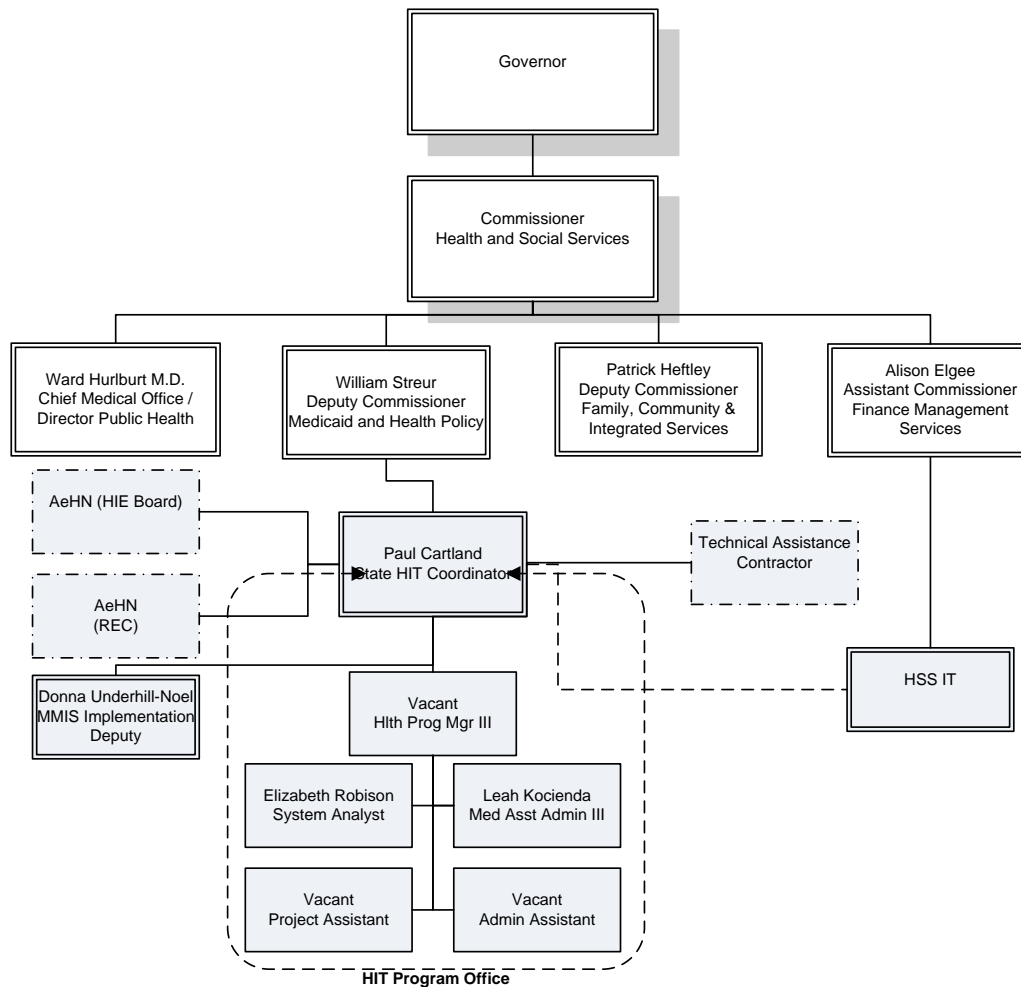 Governor
Commissioner
Health and Social Services
Ward Hurlburt M.D.
Chief Medical Office /
Director Public Health
William Streur
Deputy Commissioner
Medicaid and Health Policy
Patrick Heftley
Deputy Commissioner
Family, Community &
Integrated Services
Alison Elgee
Assistant Commissioner
Finance Management
Services
AeHN (HIE Board)
Paul Cartland
State HIT Coordinator
Technical Assistance
Contractor
AeHN
(REC)
Donna Underhill-Noel
MMIS Implementation
Deputy
Vacant
Hlth Prog Mgr III
HSS IT
Elizabeth Robison
System Analyst
Leah Kocienda
Med Asst Admin III
Vacant
Project Assistant
Vacant
Admin Assistant
HIT Program Office